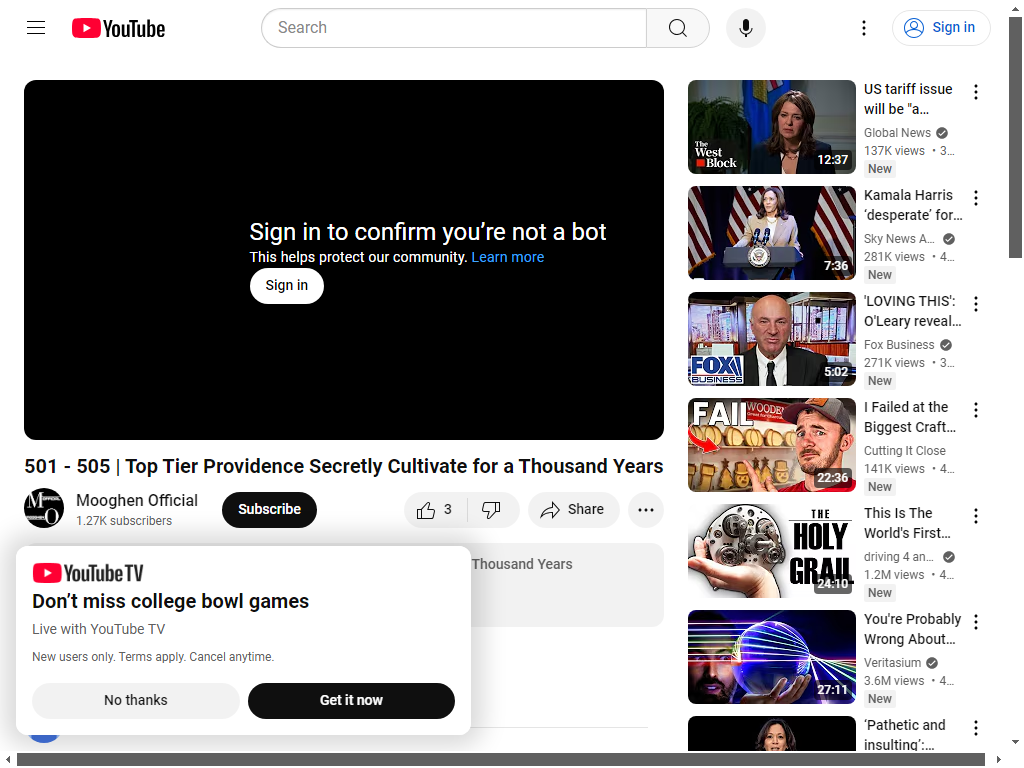 YouTube
Search
Sign in
Sign in to confirm you're not a bot
This helps protect our community. Learn more
Sign in
501 - 505 | Top Tier Providence Secretly Cultivate for a Thousand Years
Mooghen Official
1.27K subscribers
Subscribe
3
Share
Thousand Years
YouTube TV
Don't miss college bowl games
Live with YouTube TV
New users only. Terms apply. Cancel anytime.
No thanks
Get it now
The
West
Block
12:37
US tariff issue
will be "a…
Global News
137K views • 3…
New
7:36
Kamala Harris
'desperate' for…
Sky News A…
281K views • 4…
New
FOX
BUSINESS
5:02
'LOVING THIS':
O'Leary reveal…
Fox Business
271K views • 3…
New
FAIL
WOODEN
22:36
I Failed at the
Biggest Craft…
Cutting It Close
141K views • 4…
New
THE
HOLY
GRAIL
24:10
This Is The
World's First…
driving 4 an…
1.2M views • 4…
New
27:11
You're Probably
Wrong About…
Veritasium
3.6M views • 4…
New
'Pathetic and
insulting':…